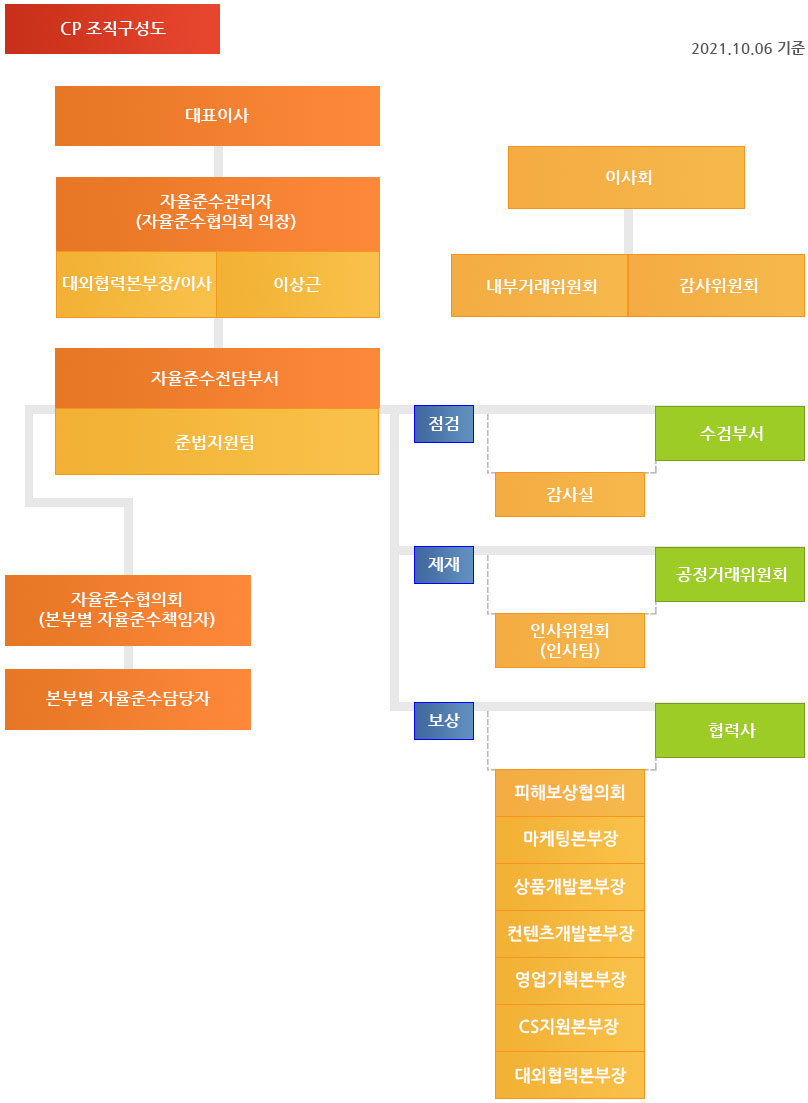 CP 조직구성도
2021.10.06 기준
대표이사
자율준수관리자
(자율준수협의회 의장)
대외협력본부장/이사
이상근
이사회
내부거래위원회
감사위원회
자율준수전담부서
준법지원팀
점검
수검부서
감사실
제재
공정거래위원회
인사위원회
(인사팀)
자율준수협의회
(본부별 자율준수책임자)
본부별 자율준수담당자
보상
협력사
피해보상협의회
마케팅본부장
상품개발본부장
컨텐츠개발본부장
영업기획본부장
CS지원본부장
대외협력본부장